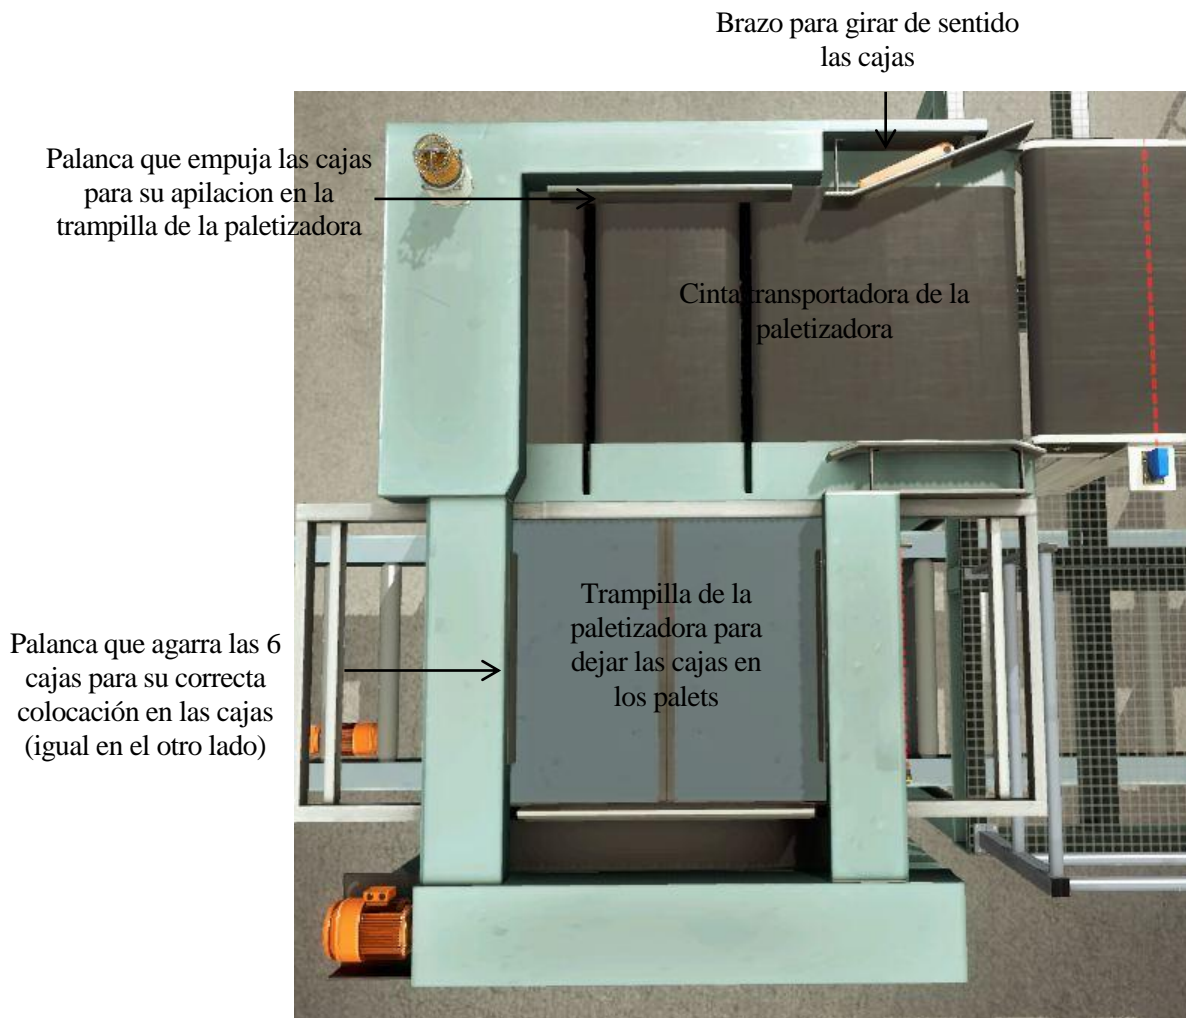 Brazo para girar de sentido
las cajas
Palanca que empuja las cajas
para su apilacion en la
trampilla de la paletizadora
Cinta transportadora de la
paletizadora
Trampilla de la
paletizadora para
dejar las cajas en
los palets
Palanca que agarra las 6
cajas para su correcta
colocación en las cajas
(igual en el otro lado)